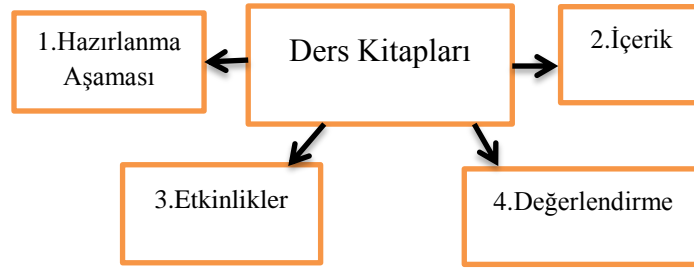 Ders Kitapları
1.Hazırlanma
Aşaması
2.İçerik
3.Etkinlikler
4.Değerlendirme